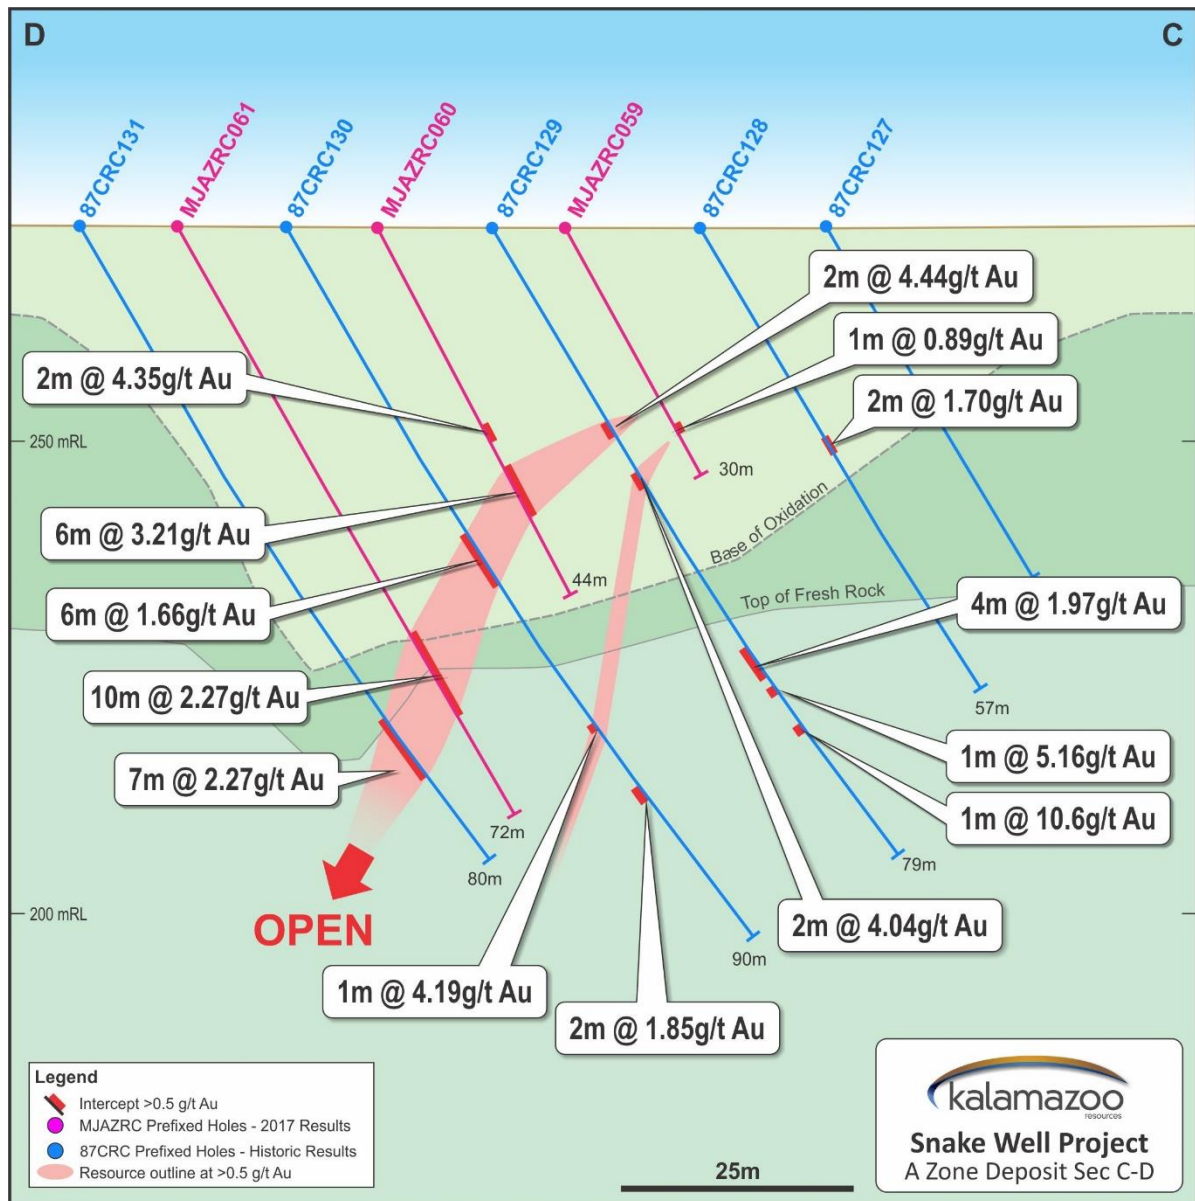 D
C
87CRC131
MJAZRC061
87CRC130
MJAZRC060
87CRC129
MJAZRC059
87CRC128
87CRC127
2m @ 4.44g/t Au
1m @ 0.89g/t Au
2m @ 4.35g/t Au
2m @ 1.70g/t Au
250 mRL
30m
Base of Oxidation
6m @ 3.21g/t Au
44m
Top of Fresh Rock
6m @ 1.66g/t Au
4m @ 1.97g/t Au
10m @ 2.27g/t Au
57m
1m @ 5.16g/t Au
7m @ 2.27g/t Au
1m @ 10.6g/t Au
72m
80m
79m
200 mRL
OPEN
2m @ 4.04g/t Au
90m
1m @ 4.19g/t Au
2m @ 1.85g/t Au
Legend
Intercept >0.5 g/t Au
MJAZRC Prefixed Holes - 2017 Results
87CRC Prefixed Holes - Historic Results
Resource outline at >0.5 g/t Au
25m
kalamazoo
resources
Snake Well Project
A Zone Deposit Sec C-D